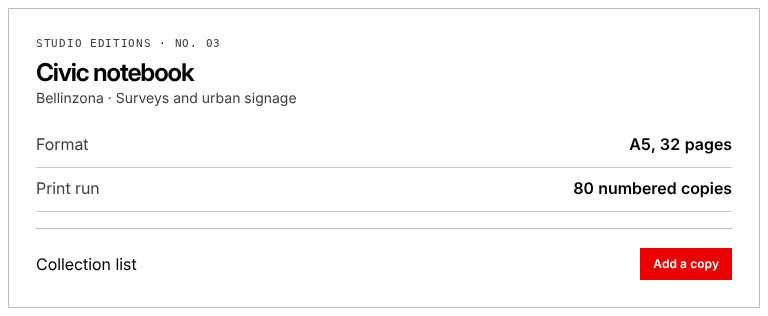 STUDIO EDITIONS · NO. 03
Civic notebook
Bellinzona · Surveys and urban signage
Format A5, 32 pages
Print run 80 numbered copies
Collection list Add a copy